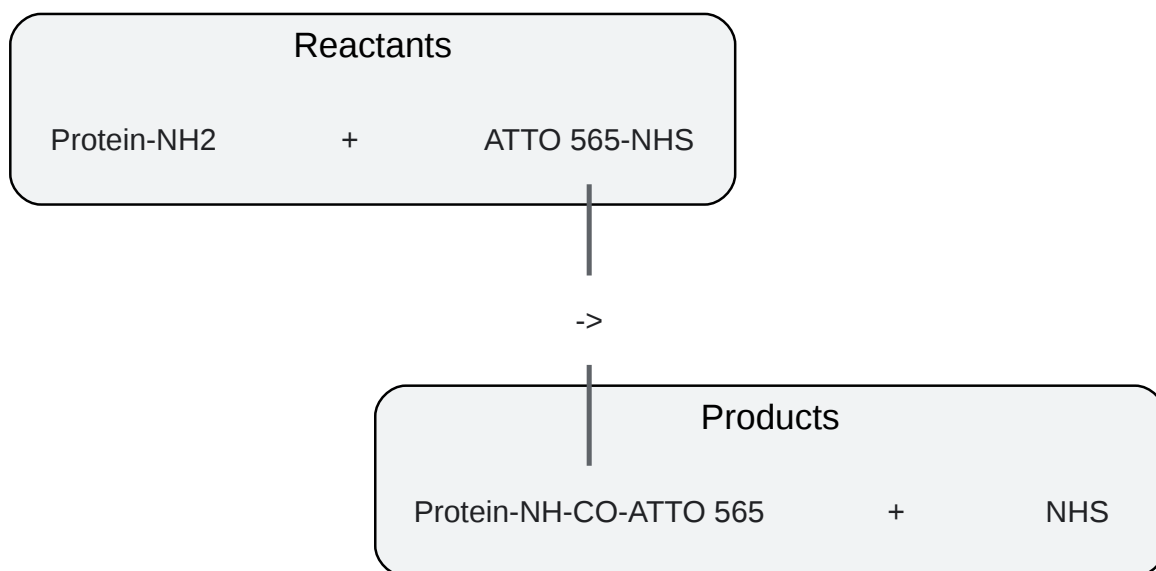 Reactants
Protein-NH2 + ATTO 565-NHS
->
Products
Protein-NH-CO-ATTO 565 + NHS